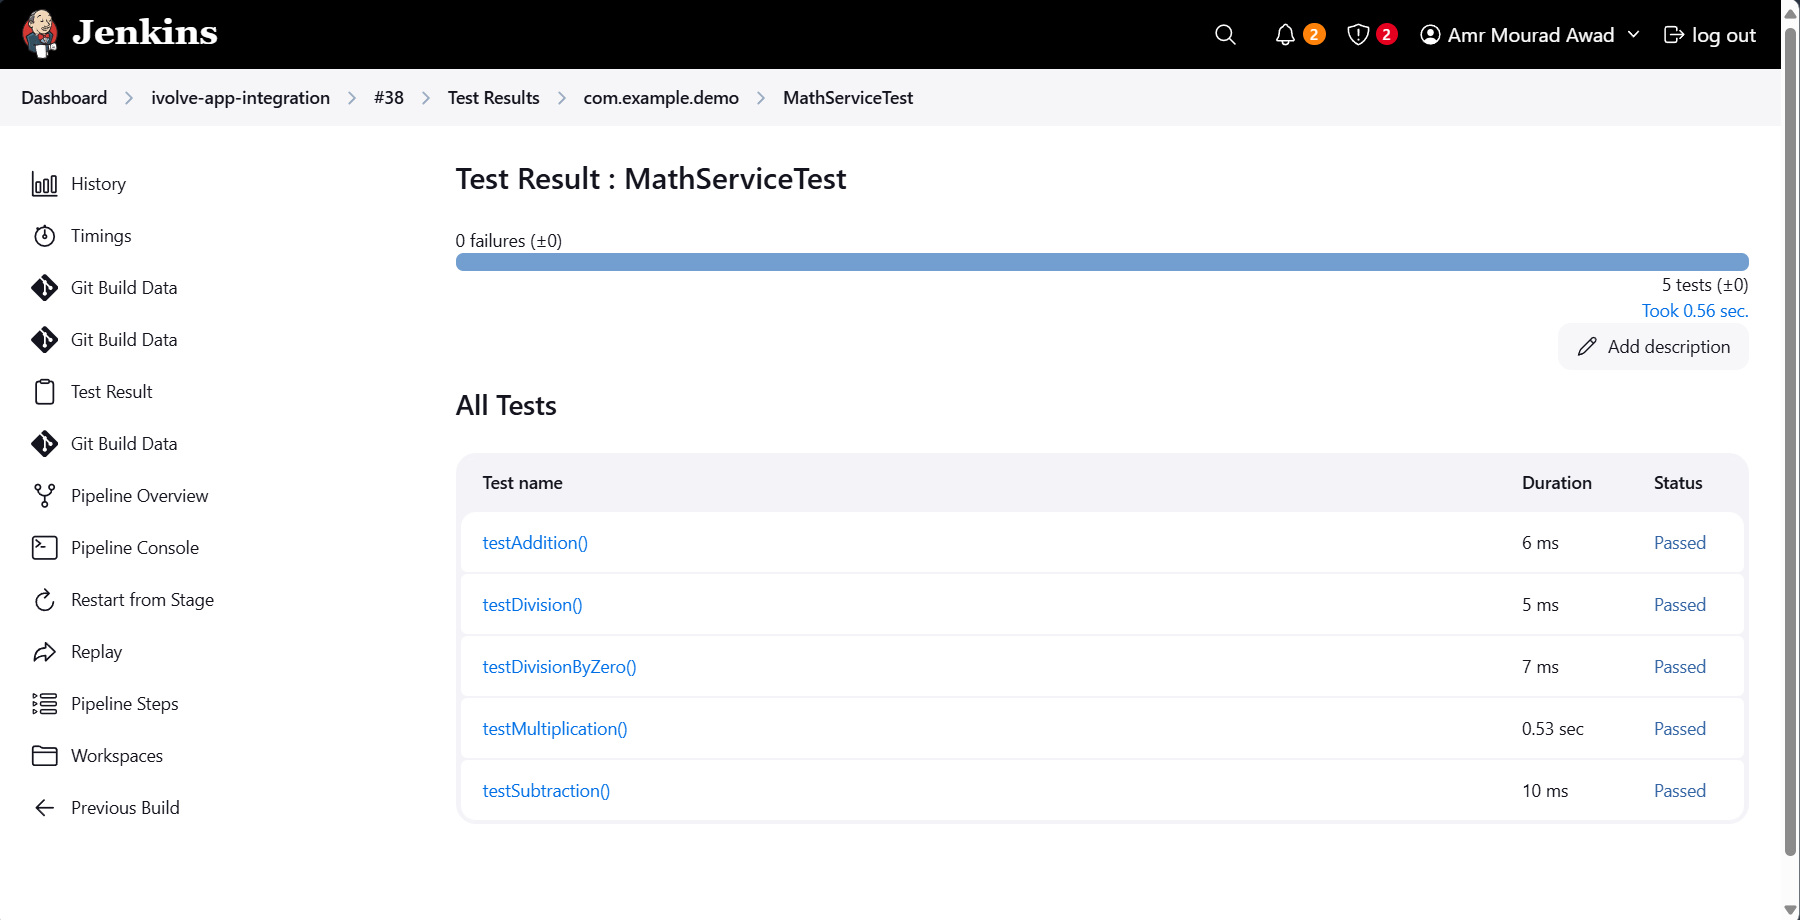 Jenkins
2
2
Amr Mourad Awad
log out
Dashboard
ivolve-app-integration
#38
Test Results
com.example.demo
MathServiceTest
History
Timings
Git Build Data
Git Build Data
Test Result
Git Build Data
Pipeline Overview
Pipeline Console
Restart from Stage
Replay
Pipeline Steps
Workspaces
Previous Build
Test Result : MathServiceTest
0 failures (±0)
5 tests (±0)
Took 0.56 sec.
Add description
All Tests
Test name Duration Status
testAddition() 6 ms Passed
testDivision() 5 ms Passed
testDivisionByZero() 7 ms Passed
testMultiplication() 0.53 sec Passed
testSubtraction() 10 ms Passed